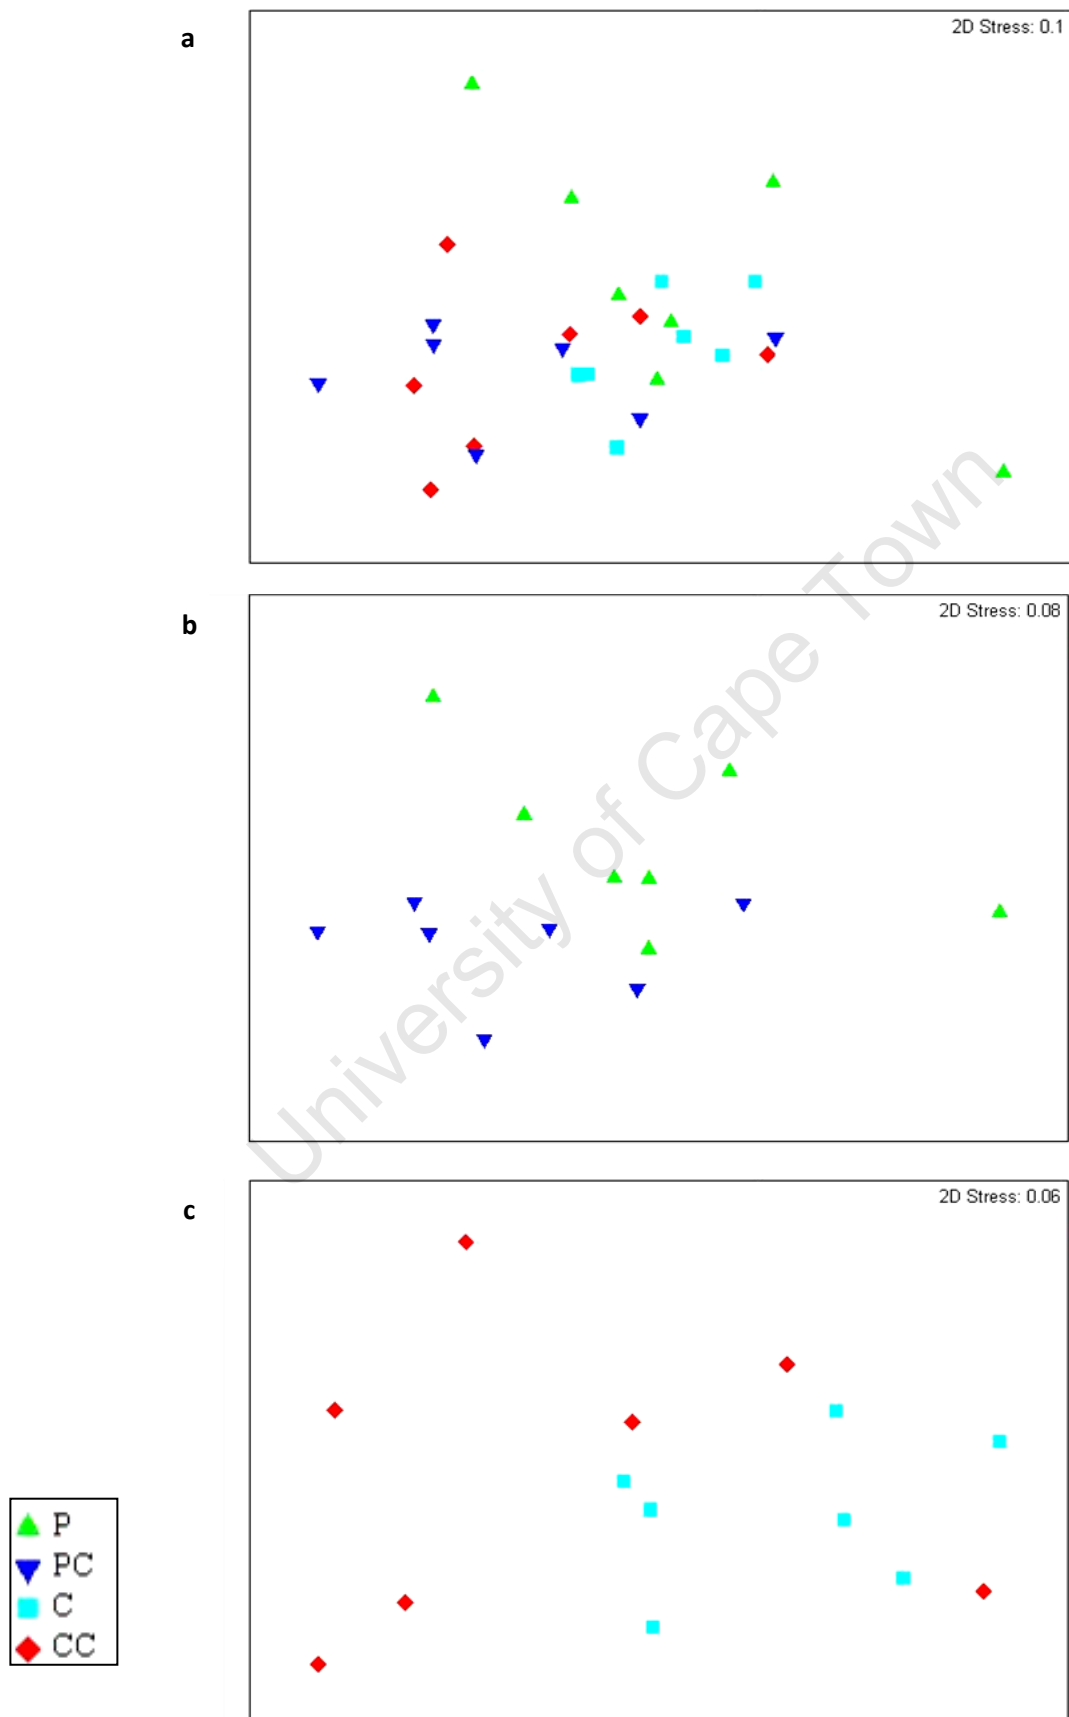 a
2D Stress: 0.1
b
2D Stress: 0.08
c
2D Stress: 0.06
P
PC
C
CC
University of Cape Town